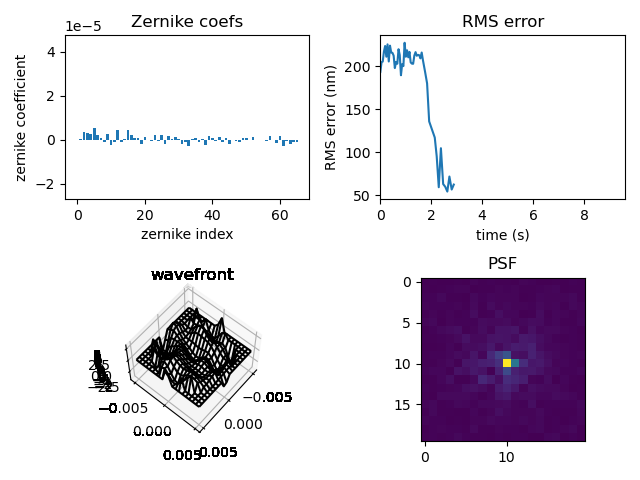 Zernike coefs
1e−5
4
2
0
−2
zernike coefficient
0 20 40 60
zernike index
RMS error
200
150
100
50
RMS error (nm)
0 2 4 6 8
time (s)
wavefront
−0.005
0.000
0.005
−0.005
0.000
0.005
PSF
0
5
10
15
0 10